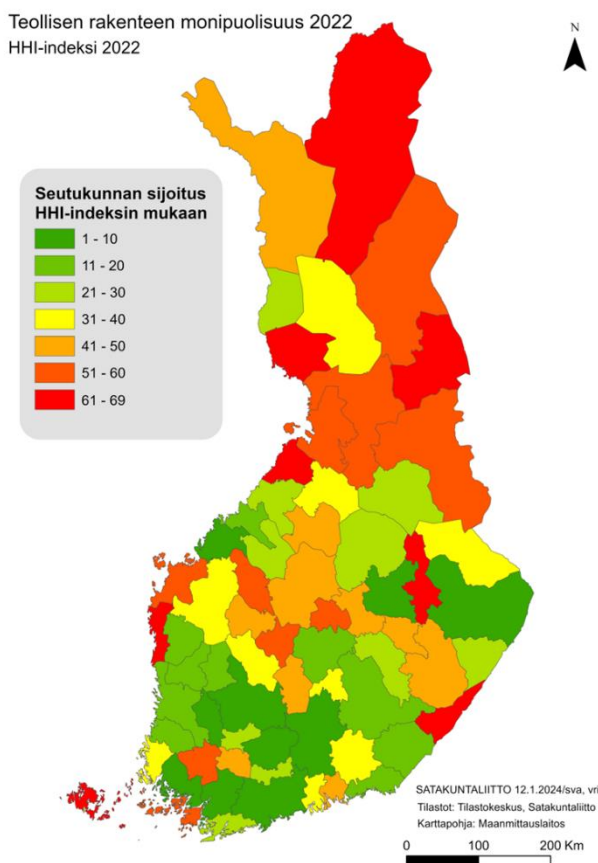 Teollisen rakenteen monipuolisuus 2022
HHI-indeksi 2022
N
Seutukunnan sijoitus
HHI-indeksin mukaan
1 - 10
11 - 20
21 - 30
31 - 40
41 - 50
51 - 60
61 - 69
SATAKUNTALIITTO 12.1.2024/sva, vri
Tilastot: Tilastokeskus, Satakuntaliitto
Karttapohja: Maanmittauslaitos
0 100 200 Km